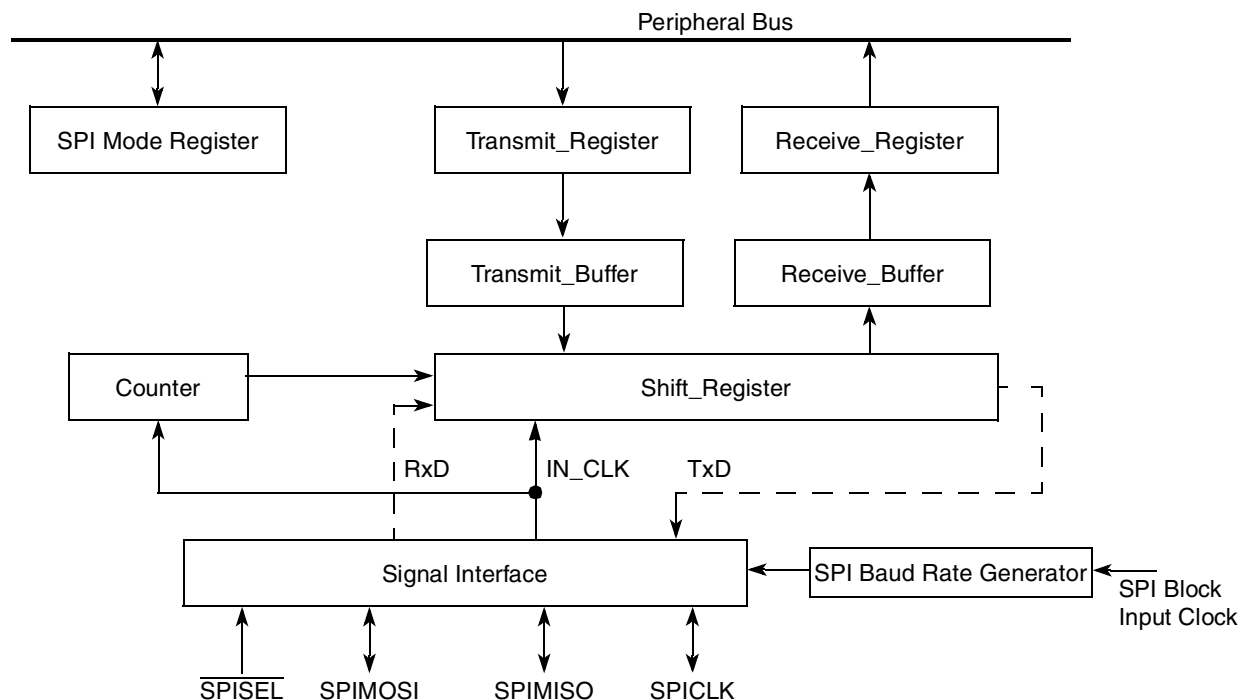 Peripheral Bus
SPI Mode Register
Transmit_Register
Receive_Register
Transmit_Buffer
Receive_Buffer
Counter
Shift_Register
RxD
IN_CLK
TxD
Signal Interface
SPI Baud Rate Generator
SPI Block
Input Clock
SPISEL
SPIMOSI
SPIMISO
SPICLK